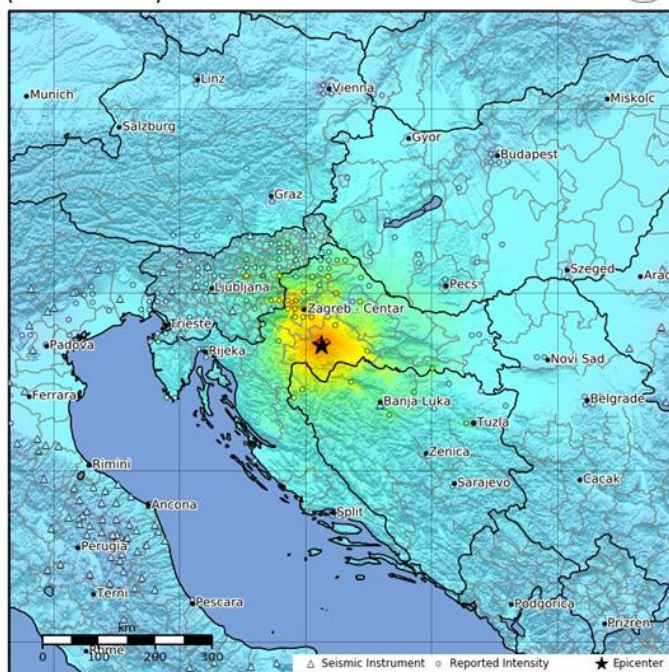 Linz
Munich
Vienna
Miskolc
Salzburg
Gyor
Budapest
Graz
Szeged
Arad
Ljubljana
Pecs
Zagreb - Centar
Trieste
Padova
Rijeka
Novi Sad
Ferrara
Banja Luka
Belgrade
Tuzla
Zenica
Rimini
Sarajevo
Cacak
Ancona
Split
Perugia
Terni
Pescara
Podgorica
Prizren
km
Rome
0 100 200 300
Seismic Instrument Reported Intensity Epicenter